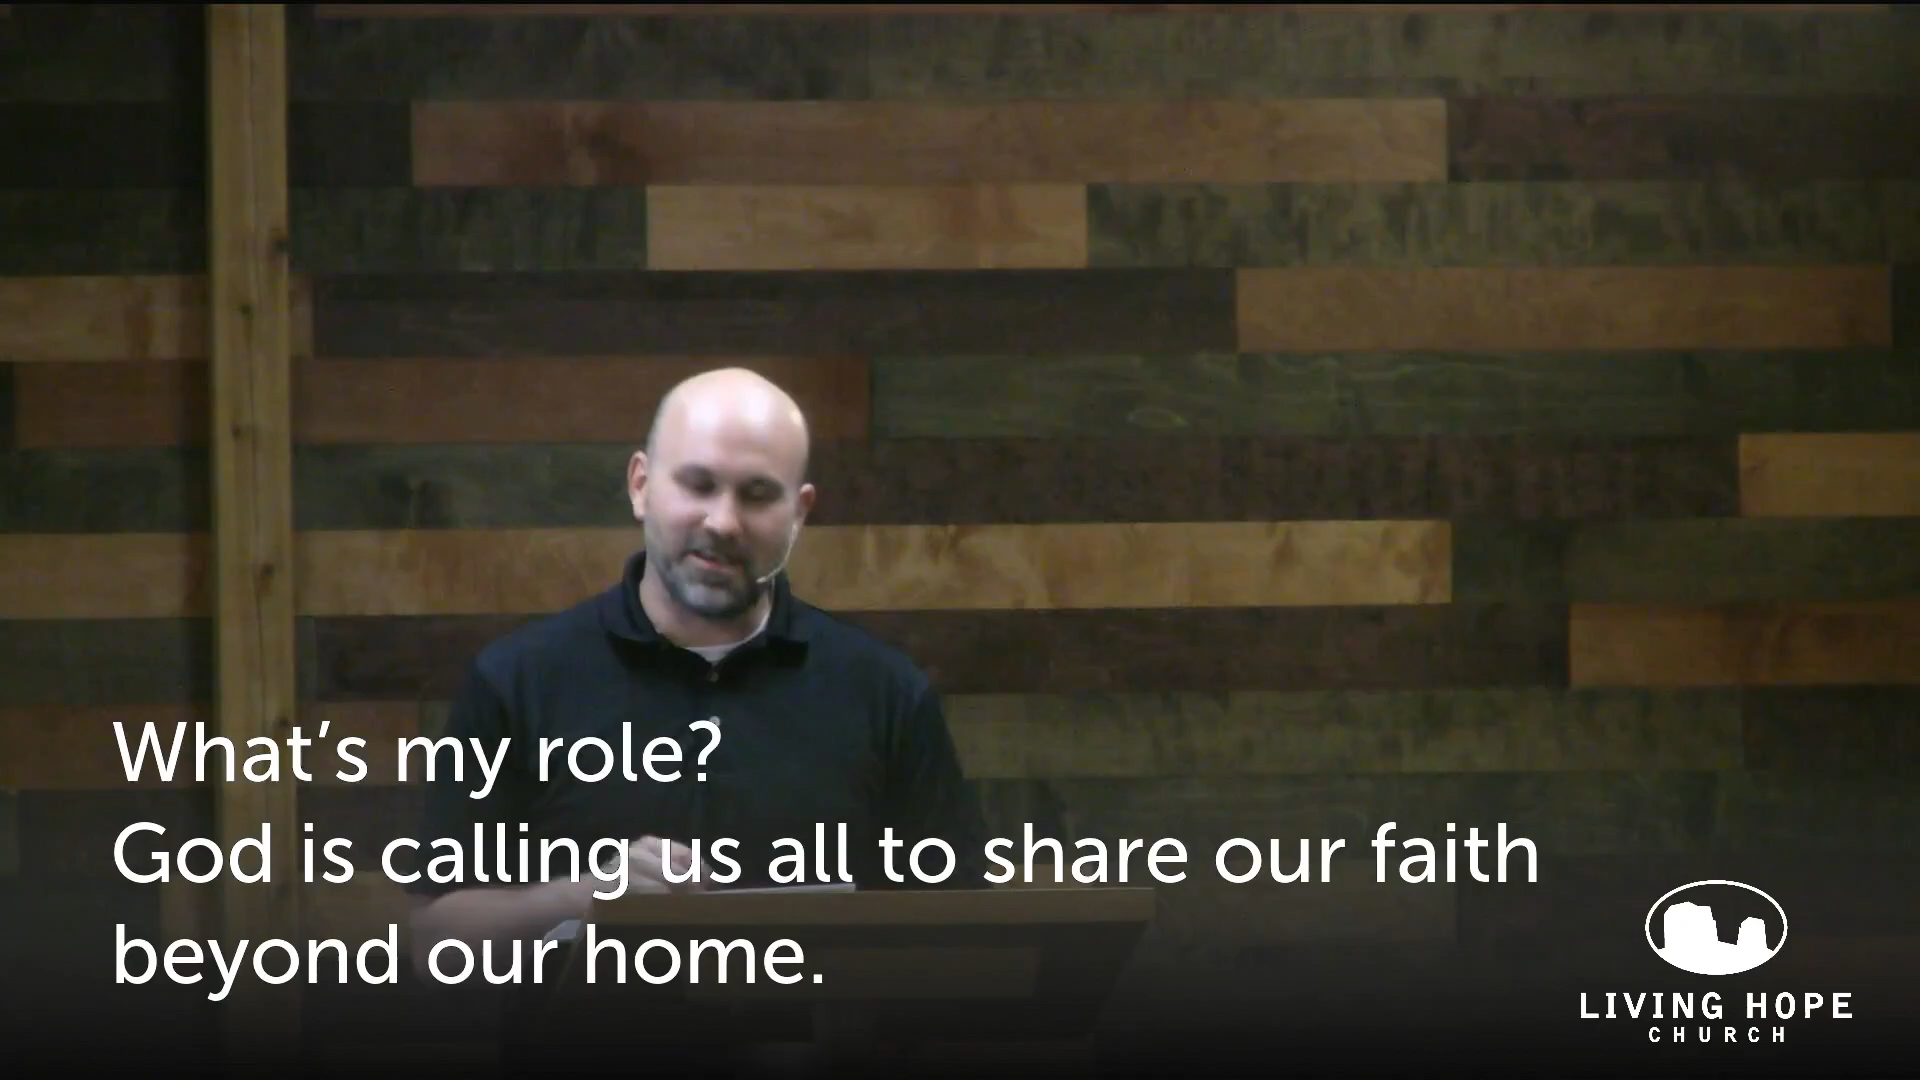 What’s my role?
God is calling us all to share our faith
beyond our home.
LIVING HOPE
CHURCH